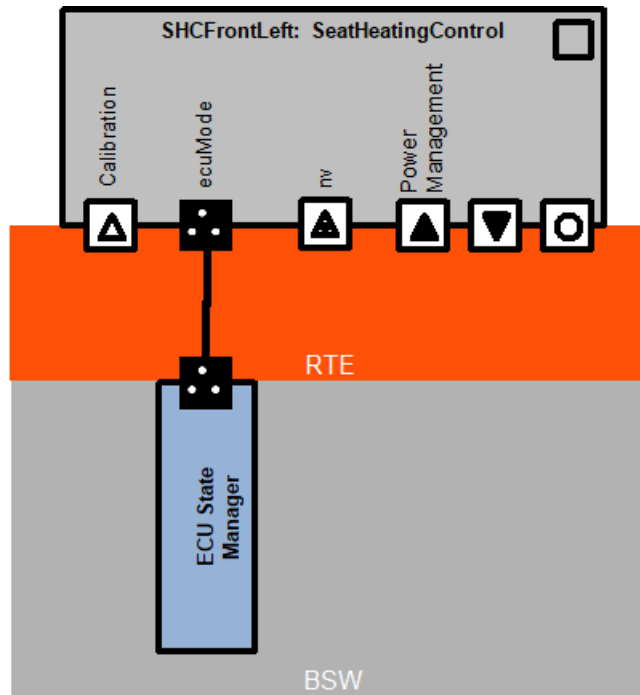 SHCFrontLeft: SeatHeatingControl
Calibration
ecuMode
nv
Power
Management
RTE
ECU State
Manager
BSW